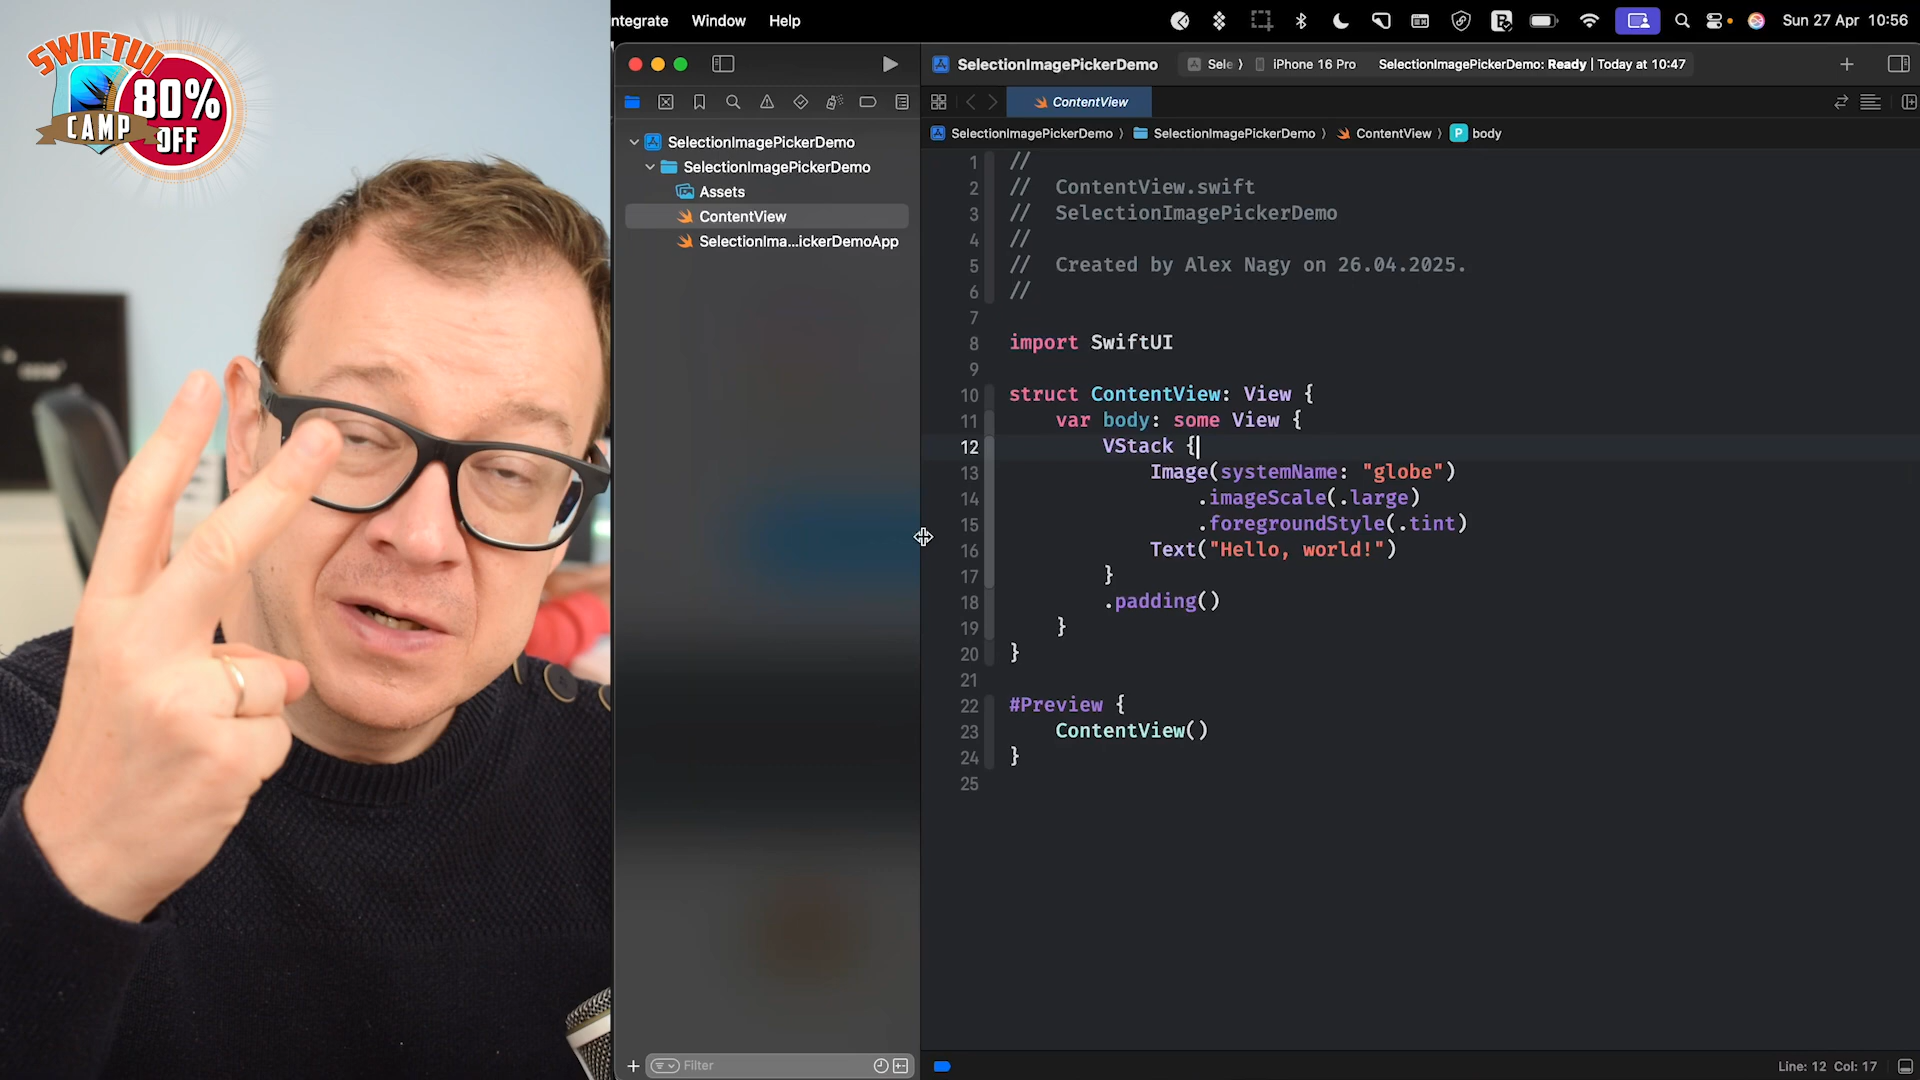 SWIFTUI
CAMP
80%
OFF
ntegrate Window Help
Sun 27 Apr 10:56
SelectionImagePickerDemo
Sele
iPhone 16 Pro
SelectionImagePickerDemo: Ready | Today at 10:47
ContentView
SelectionImagePickerDemo
SelectionImagePickerDemo
ContentView
body
SelectionImagePickerDemo
SelectionImagePickerDemo
Assets
ContentView
SelectionIma...ickerDemoApp
1 //
2 // ContentView.swift
3 // SelectionImagePickerDemo
4 //
5 // Created by Alex Nagy on 26.04.2025.
6 //
7
8 import SwiftUI
9
10 struct ContentView: View {
11 var body: some View {
12 VStack {
13 Image(systemName: "globe")
14 .imageScale(.large)
15 .foregroundStyle(.tint)
16 Text("Hello, world!")
17 }
18 .padding()
19 }
20 }
21
22 #Preview {
23 ContentView()
24 }
25
Filter
Line: 12 Col: 17